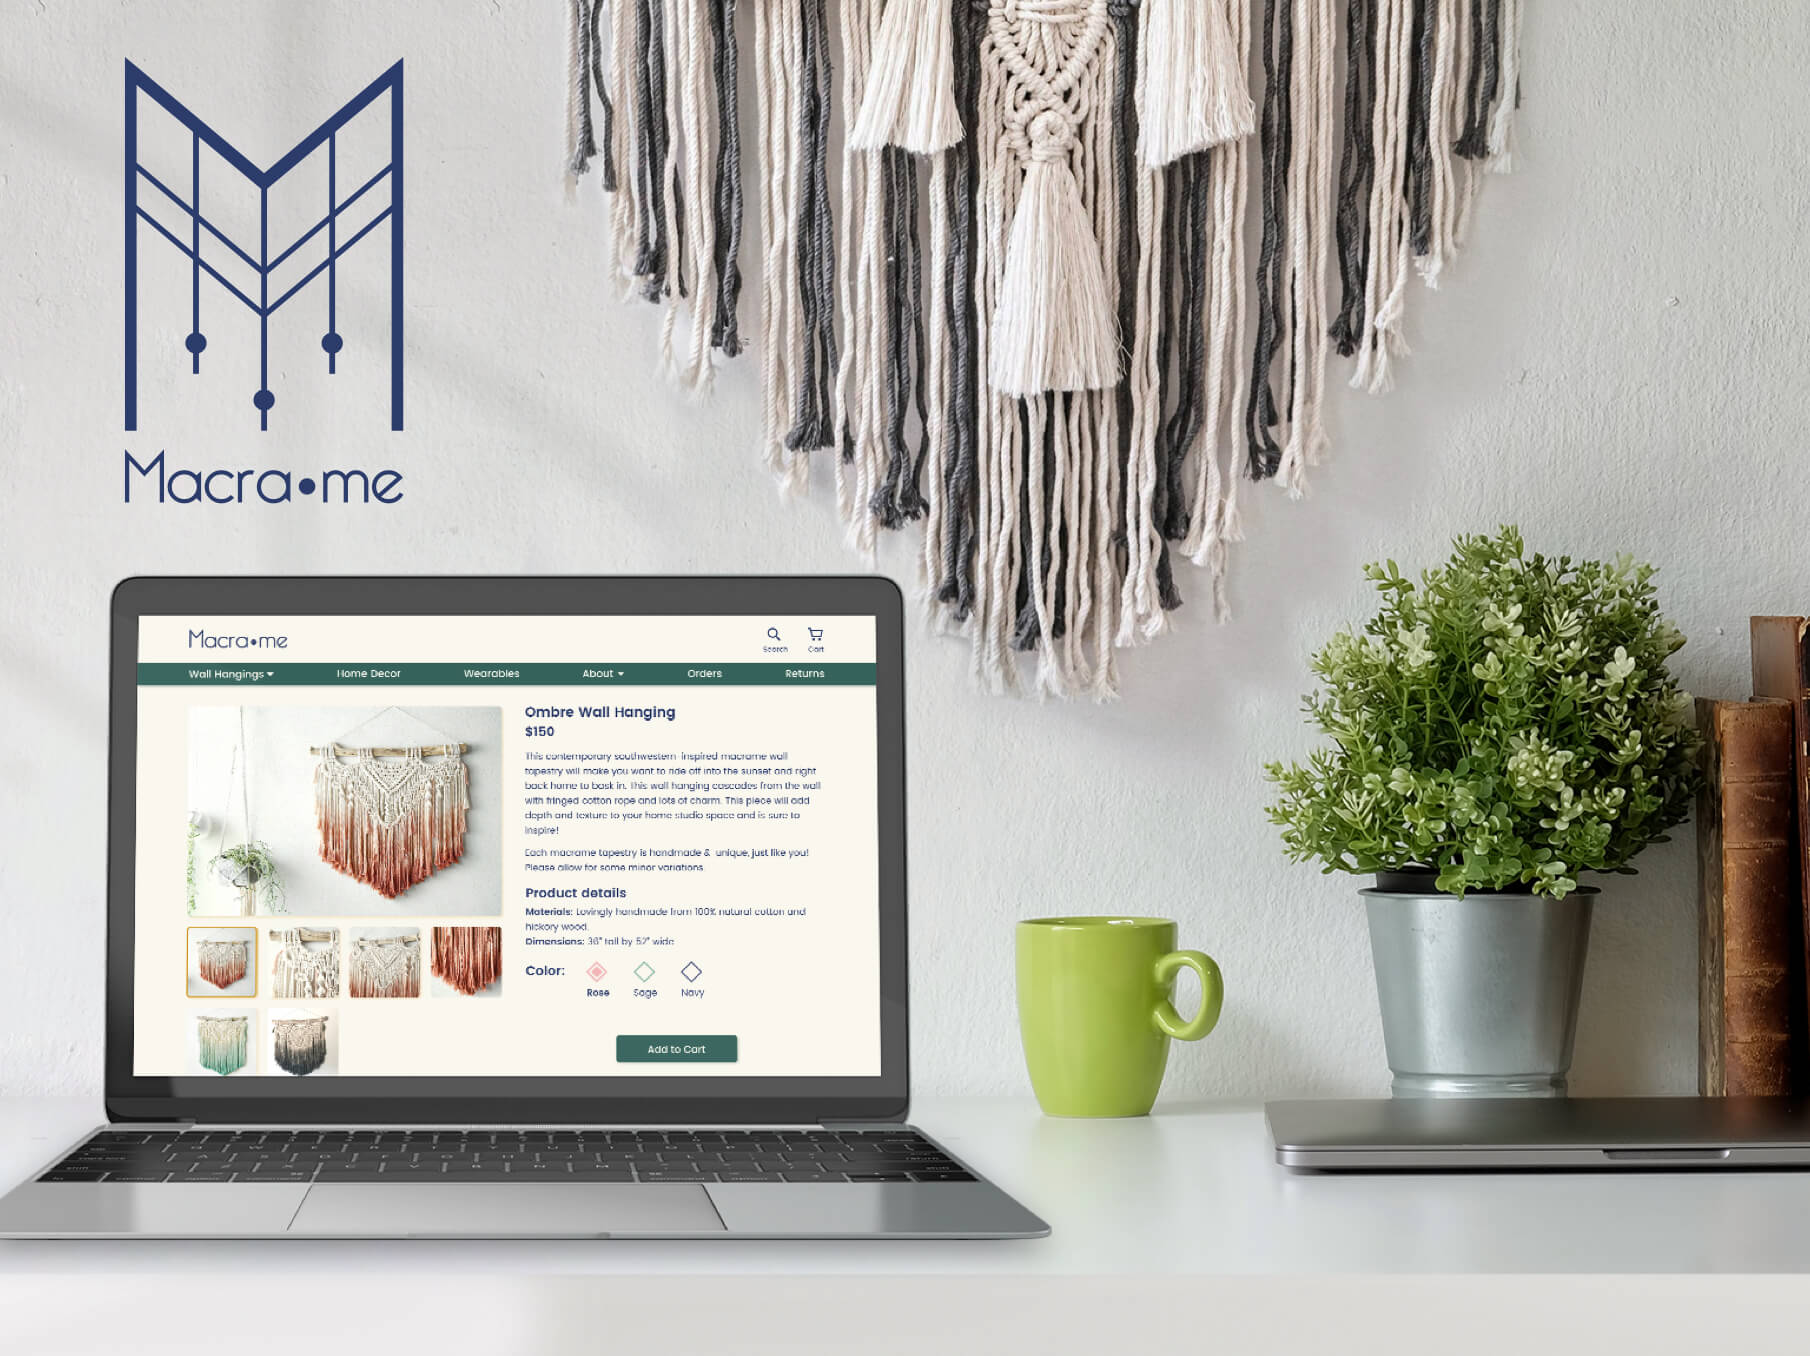 Macra•me
Macra•me
Search
Cart
Wall Hangings
Home Decor
Wearables
About
Orders
Returns
Ombre Wall Hanging
$150
This contemporary southwestern-inspired macrame wall
tapestry will make you want to ride off into the sunset and right
back home to bask in. This wall hanging cascades from the wall
with fringed cotton rope and lots of charm. This piece will add
depth and texture to your home studio space and is sure to
inspire!
Each macrame tapestry is handmade & unique, just like you!
Please allow for some minor variations.
Product details
Materials: Lovingly handmade from 100% natural cotton and
hickory wood.
Dimensions: 36" tall by 52" wide
Color:
Rose
Sage
Navy
Add to Cart